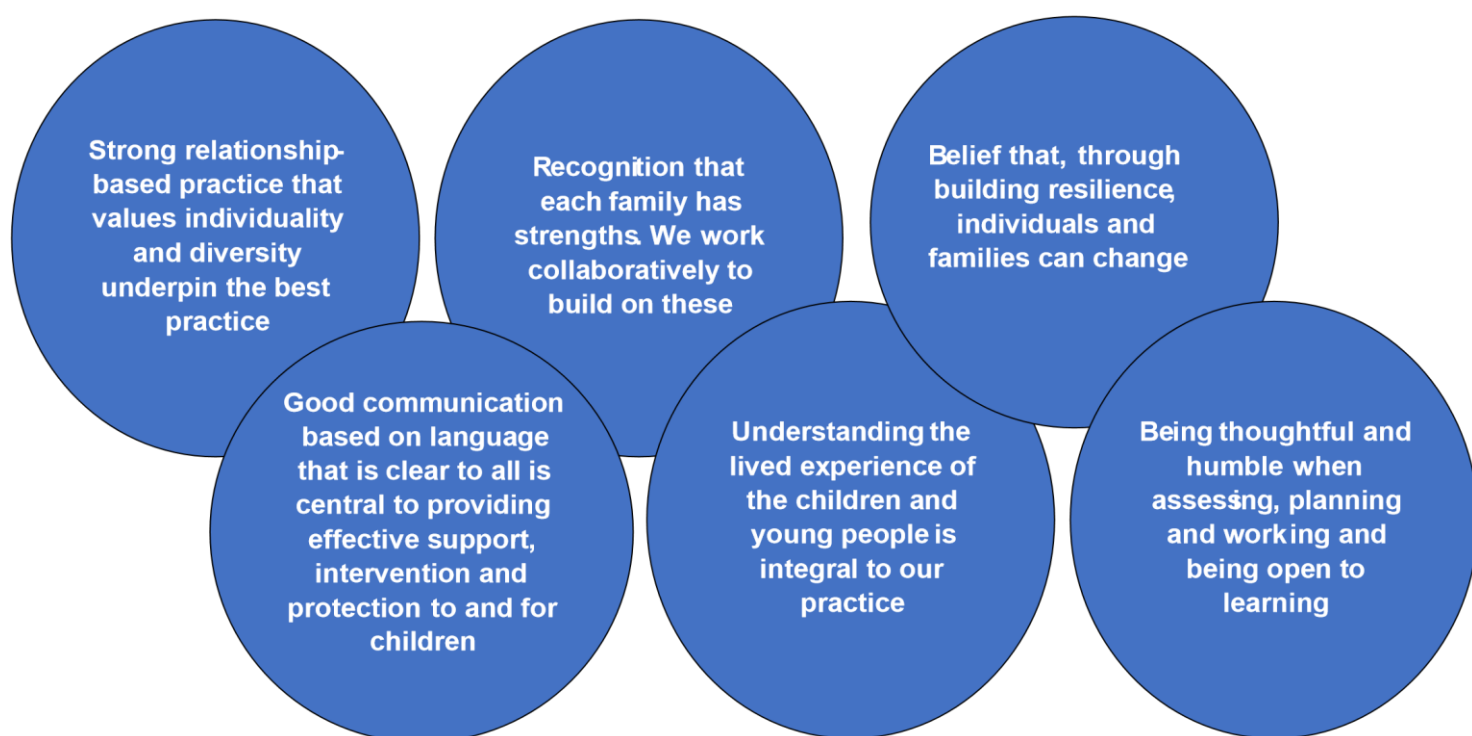 Strong relationship-
based practice that
values individuality
and diversity
underpin the best
practice
Recognition that
each family has
strengths. We work
collaboratively to
build on these
Belief that, through
building resilience,
individuals and
families can change
Good communication
based on language
that is clear to all is
central to providing
effective support,
intervention and
protection to and for
children
Understanding the
lived experience of
the children and
young people is
integral to our
practice
Being thoughtful and
humble when
assessing, planning
and working and
being open to
learning